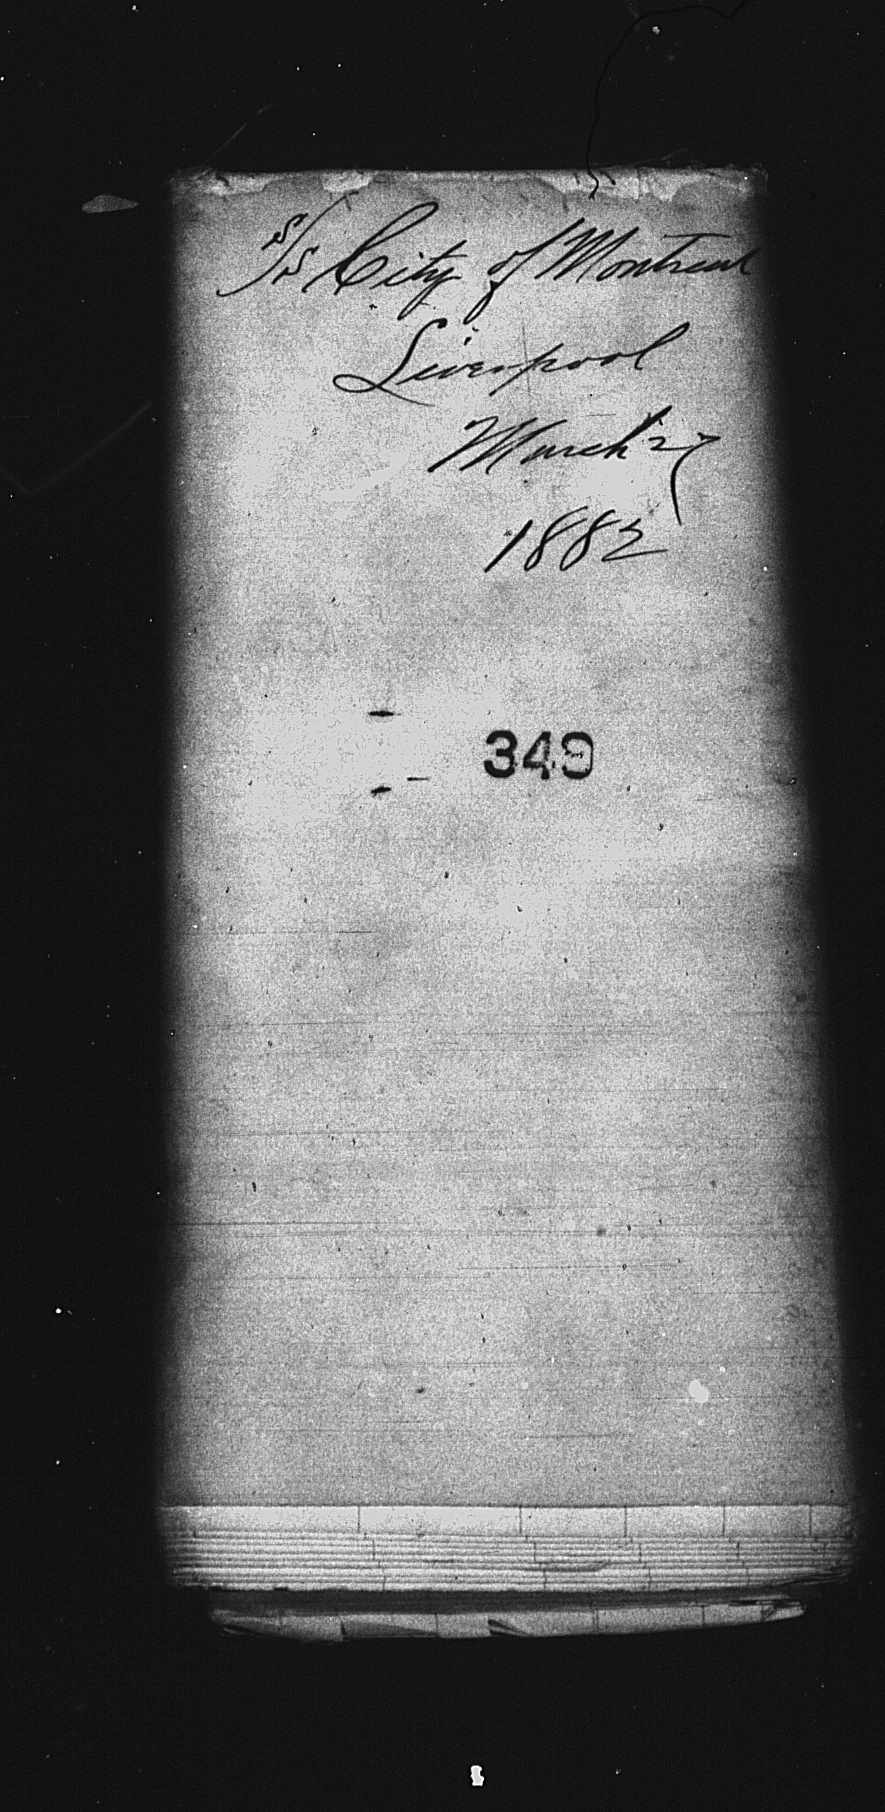 S/S City of Montreal
Liverpool
March 27
1882
349